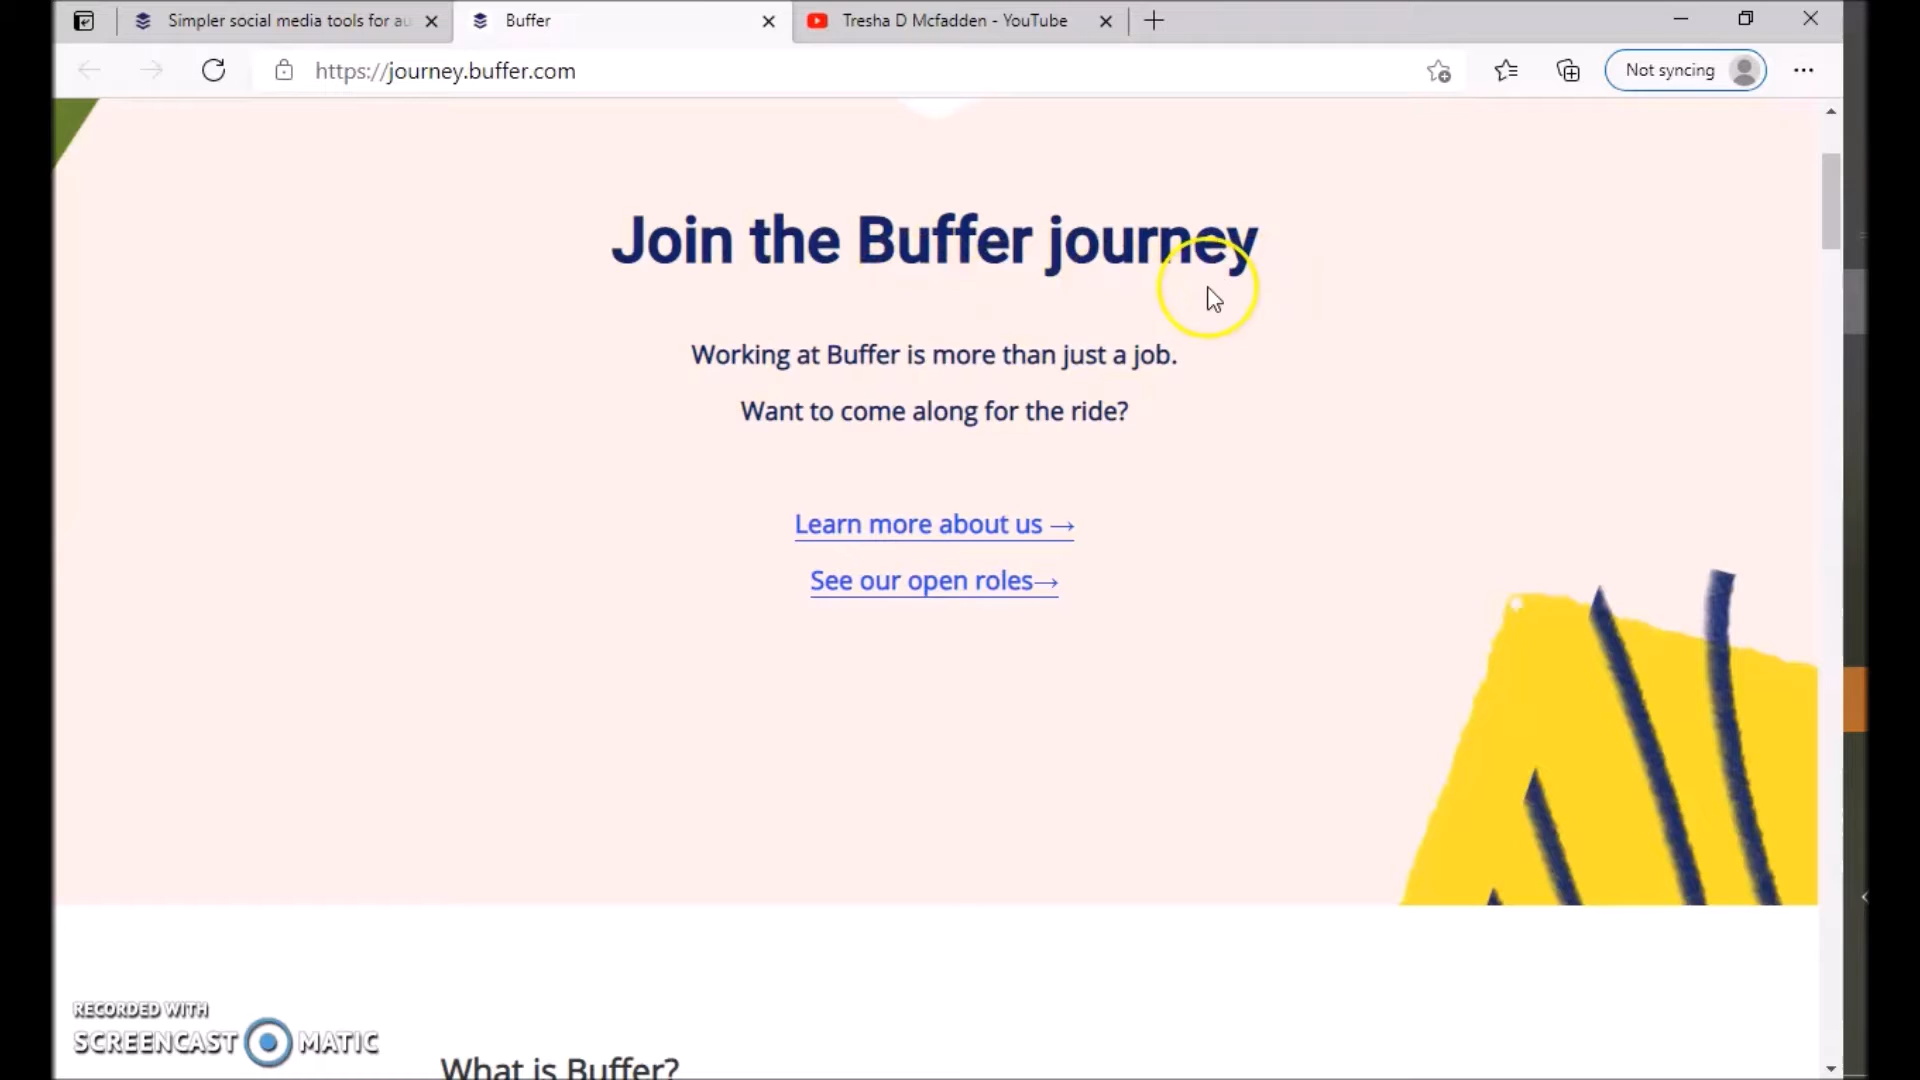 Simpler social media tools for au
Buffer
Tresha D Mcfadden - YouTube
https://journey.buffer.com
Not syncing
Join the Buffer journey
Working at Buffer is more than just a job.
Want to come along for the ride?
Learn more about us →
See our open roles→
RECORDED WITH
SCREENCAST MATIC
What is Buffer?